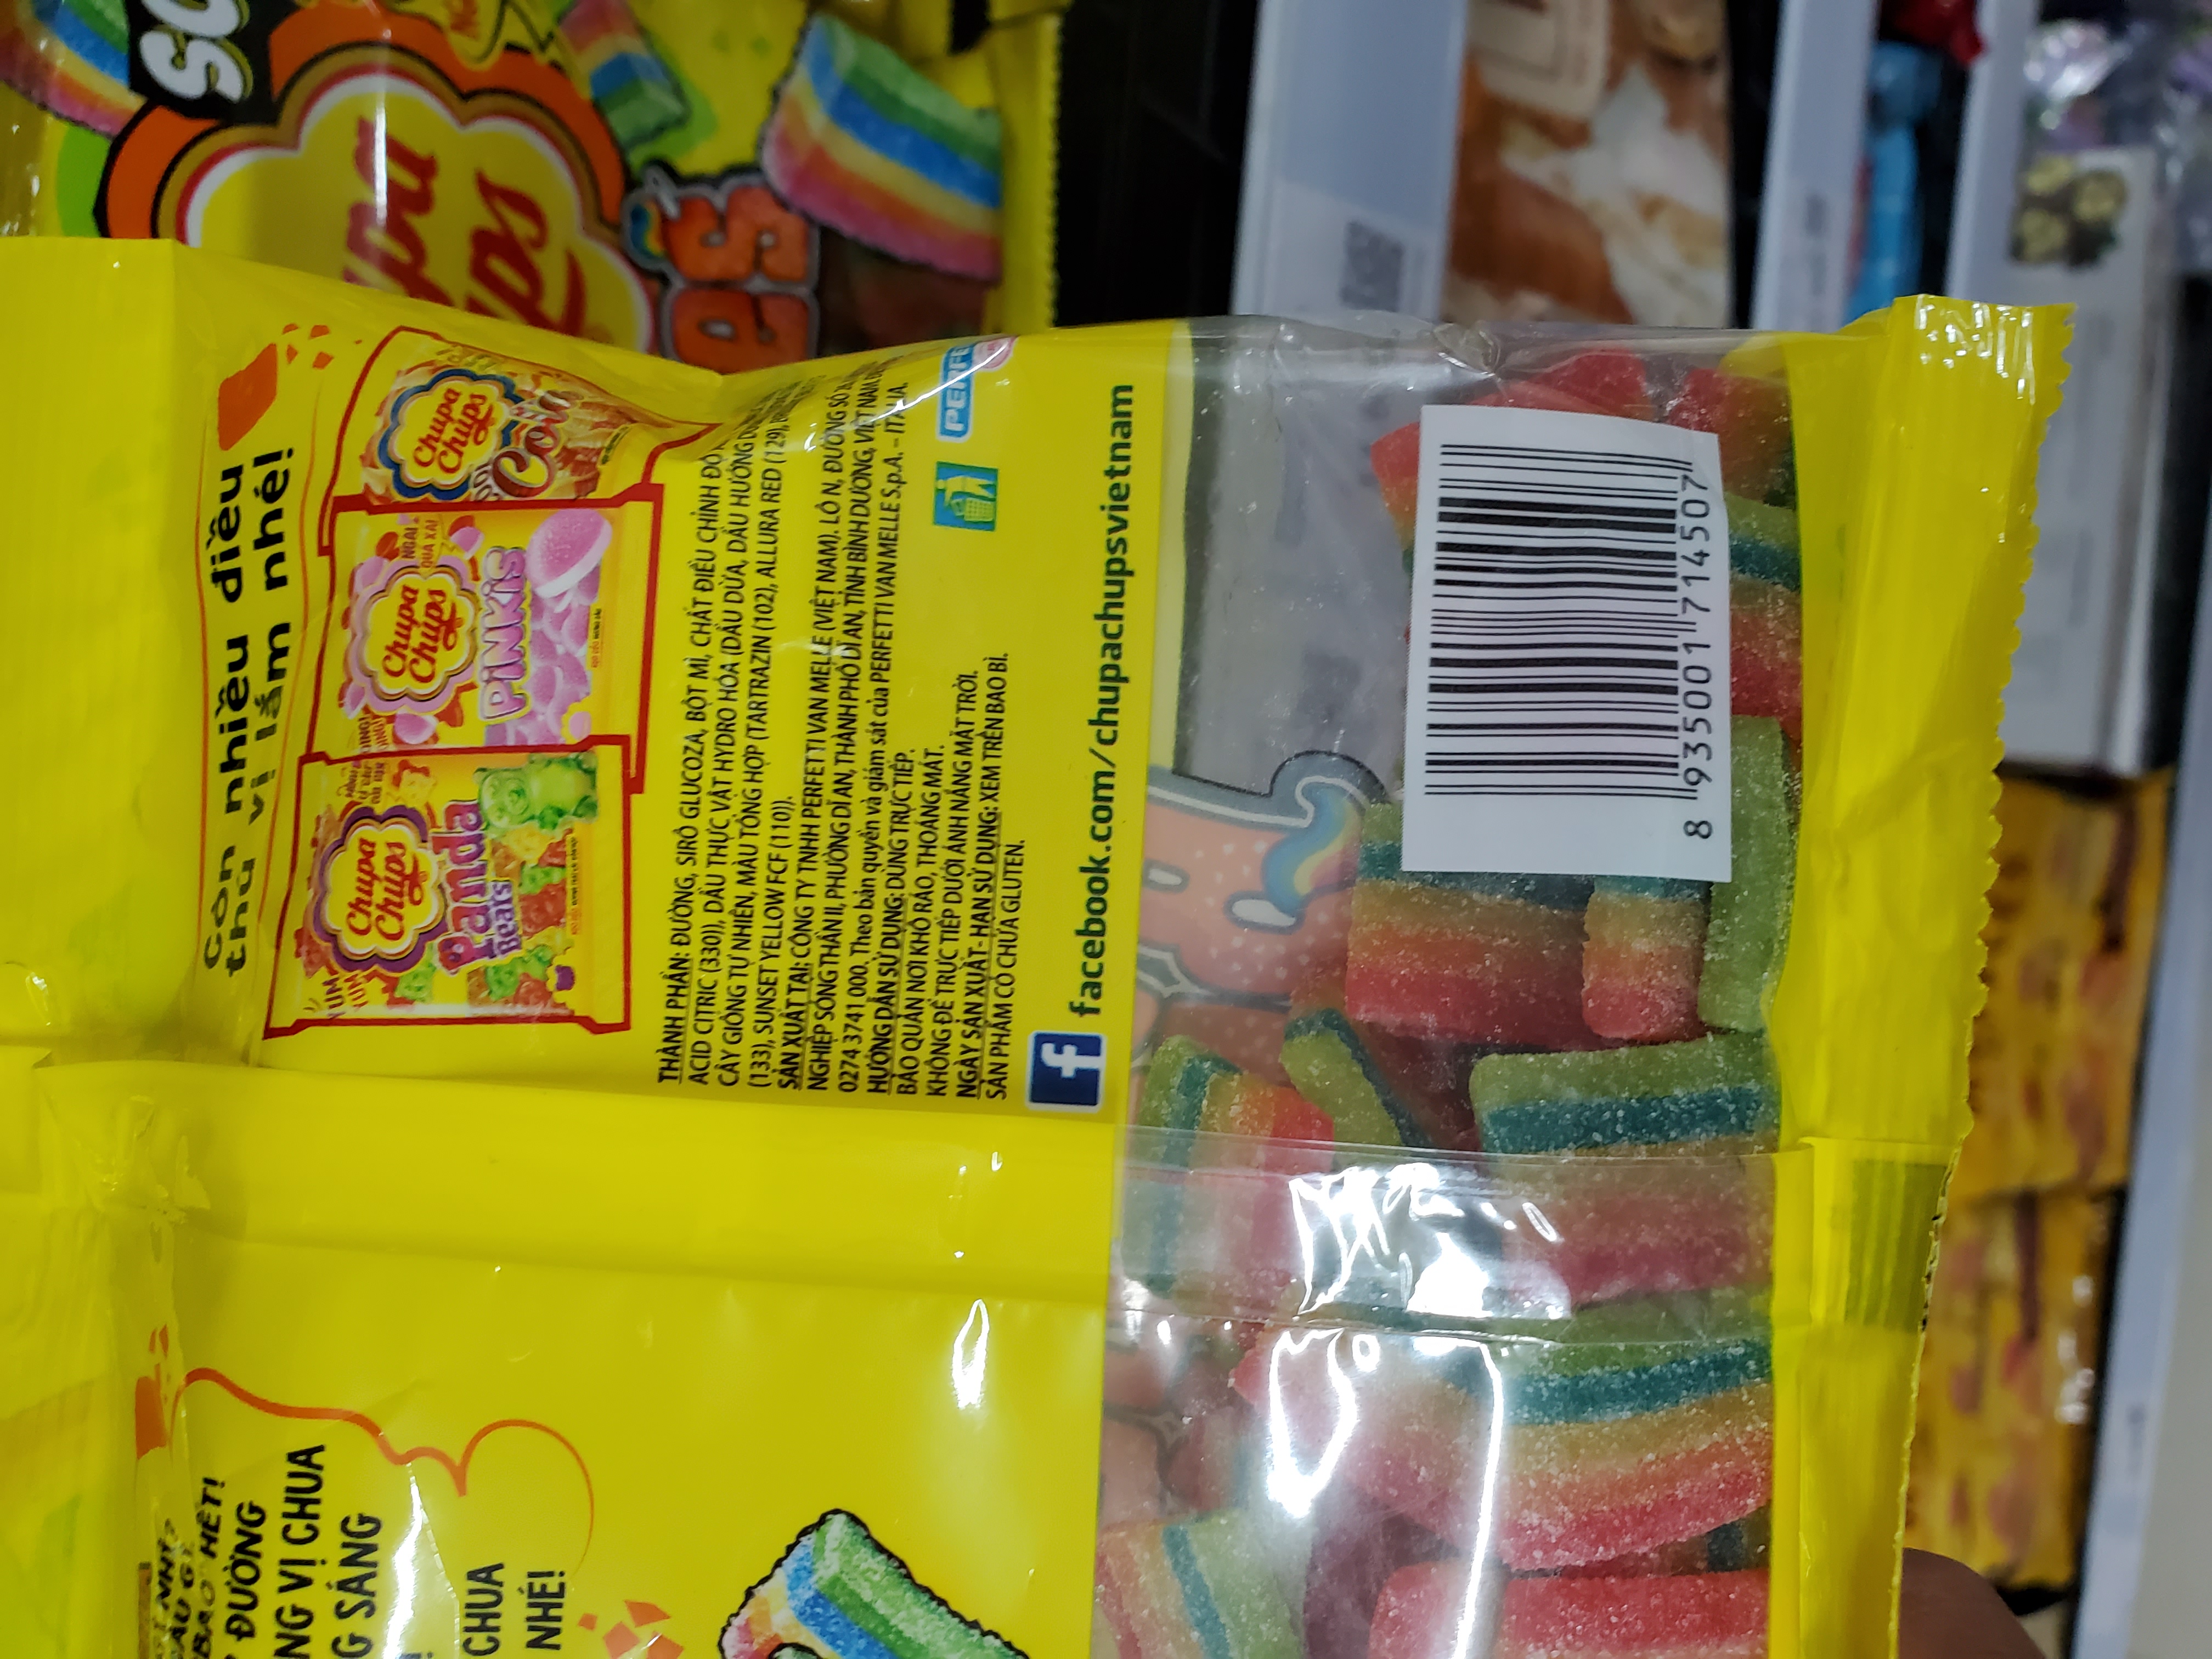 BAO HẾT!
ĐƯỜNG
NG VỊ CHUA
G SÁNG
CHUA
NHÉ!
Còn nhiều điều
thú vị lắm nhé!
YUM
YUM
Chupa
Chups
Panda
Bears
Chupa
Chups
NGẠI
QUÁ XÁ!
PINKIS
Chupa
Chups
Cola
THÀNH PHẦN: ĐƯỜNG, SIRÔ GLUCOZA, BỘT MÌ, CHẤT ĐIỀU CHỈNH ĐỘ
ACID CITRIC (330)), DẦU THỰC VẬT HYDRO HÓA (DẦU DỪA, DẦU HƯỚNG
CÂY GIỐNG TỰ NHIÊN, MÀU TỔNG HỢP (TARTRAZIN (102), ALLURA RED (129),
(133), SUNSET YELLOW FCF (110)).
SẢN XUẤT TẠI: CÔNG TY TNHH PERFETTI VAN MELLE (VIỆT NAM). LÔ N, ĐƯỜNG SỐ
NGHIỆP SÓNG THẦN II, PHƯỜNG DĨ AN, THÀNH PHỐ DĨ AN, TỈNH BÌNH DƯƠNG, VIỆT NAM.
0274 3741 000. Theo bản quyền và giám sát của PERFETTI VAN MELLE S.p.A. – ITALIA.
HƯỚNG DẪN SỬ DỤNG: DÙNG TRỰC TIẾP.
BẢO QUẢN NƠI KHÔ RÁO, THOÁNG MÁT.
KHÔNG ĐỂ TRỰC TIẾP DƯỚI ÁNH NẮNG MẶT TRỜI.
NGÀY SẢN XUẤT- HẠN SỬ DỤNG: XEM TRÊN BAO BÌ.
SẢN PHẨM CÓ CHỨA GLUTEN.
PERFE
facebook.com/chupachupsvietnam
8 935001 714507